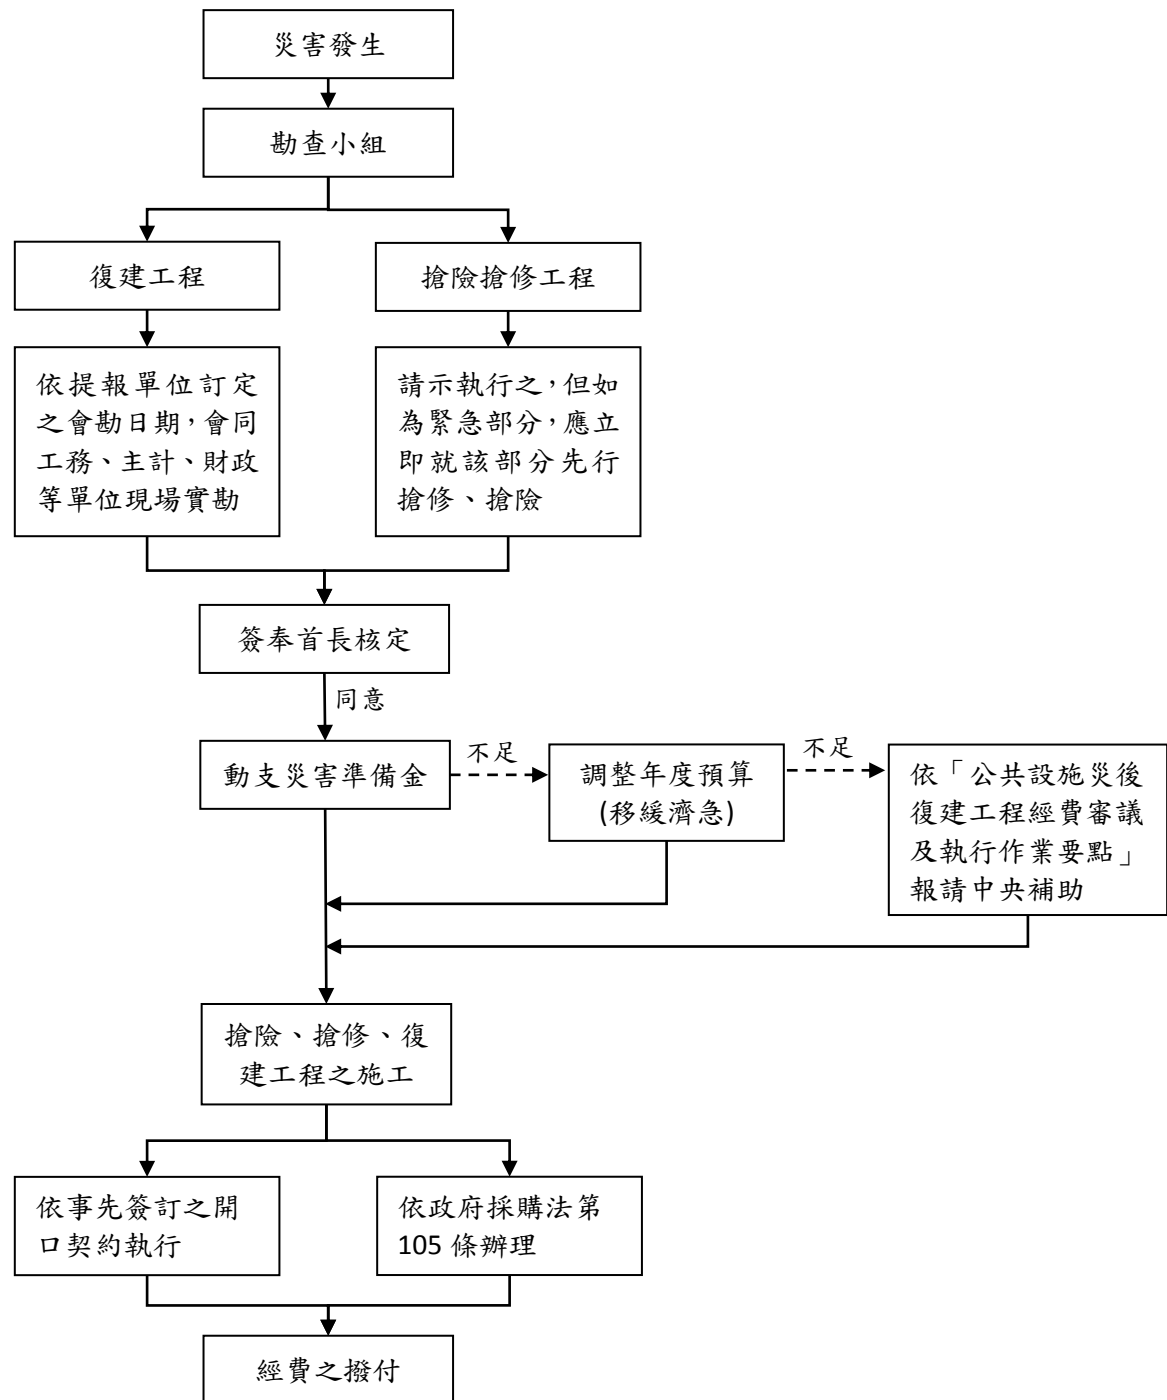 災害發生
勘查小組
復建工程
搶險搶修工程
依提報單位訂定
之會勘日期，會同
工務、主計、財政
等單位現場實勘
請示執行之，但如
為緊急部分，應立
即就該部分先行
搶修、搶險
簽奉首長核定
同意
動支災害準備金
不足
調整年度預算
(移緩濟急)
不足
依「公共設施災後
復建工程經費審議
及執行作業要點」
報請中央補助
搶險、搶修、復
建工程之施工
依事先簽訂之開
口契約執行
依政府採購法第
105 條辦理
經費之撥付